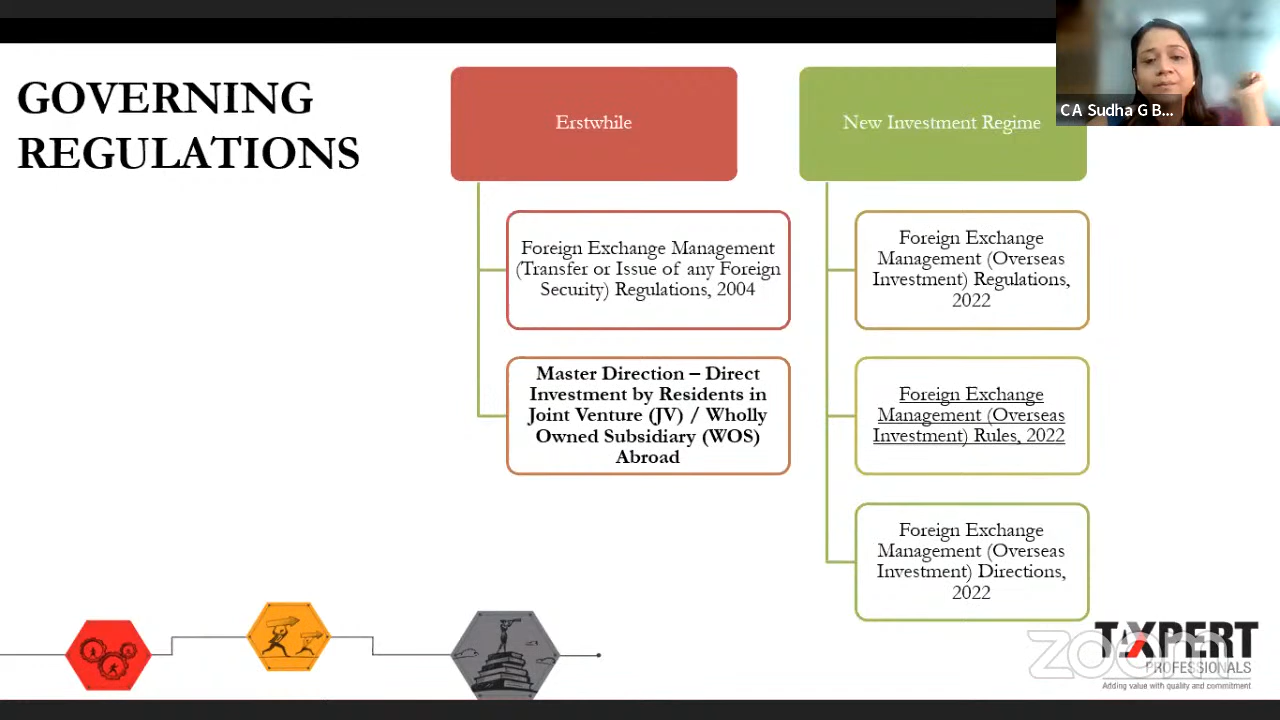 GOVERNING
REGULATIONS
Erstwhile
Foreign Exchange Management
(Transfer or Issue of any Foreign
Security) Regulations, 2004
Master Direction – Direct
Investment by Residents in
Joint Venture (JV) / Wholly
Owned Subsidiary (WOS)
Abroad
New Investment Regime
Foreign Exchange
Management (Overseas
Investment) Regulations,
2022
Foreign Exchange
Management (Overseas
Investment) Rules, 2022
Foreign Exchange
Management (Overseas
Investment) Directions,
2022
C A Sudha G B...
zoom
TAXPERT
PROFESSIONALS
Adding value with quality and commitment